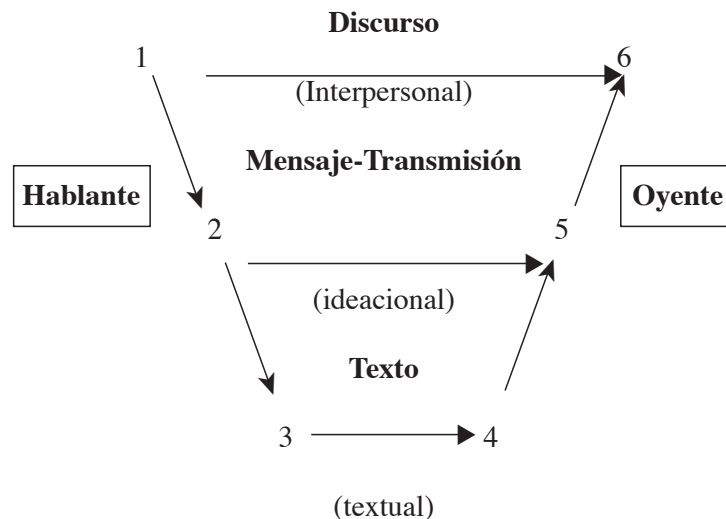 Discurso
1
6
(Interpersonal)
Mensaje-Transmisión
Hablante
Oyente
2
5
(ideacional)
Texto
3
4
(textual)